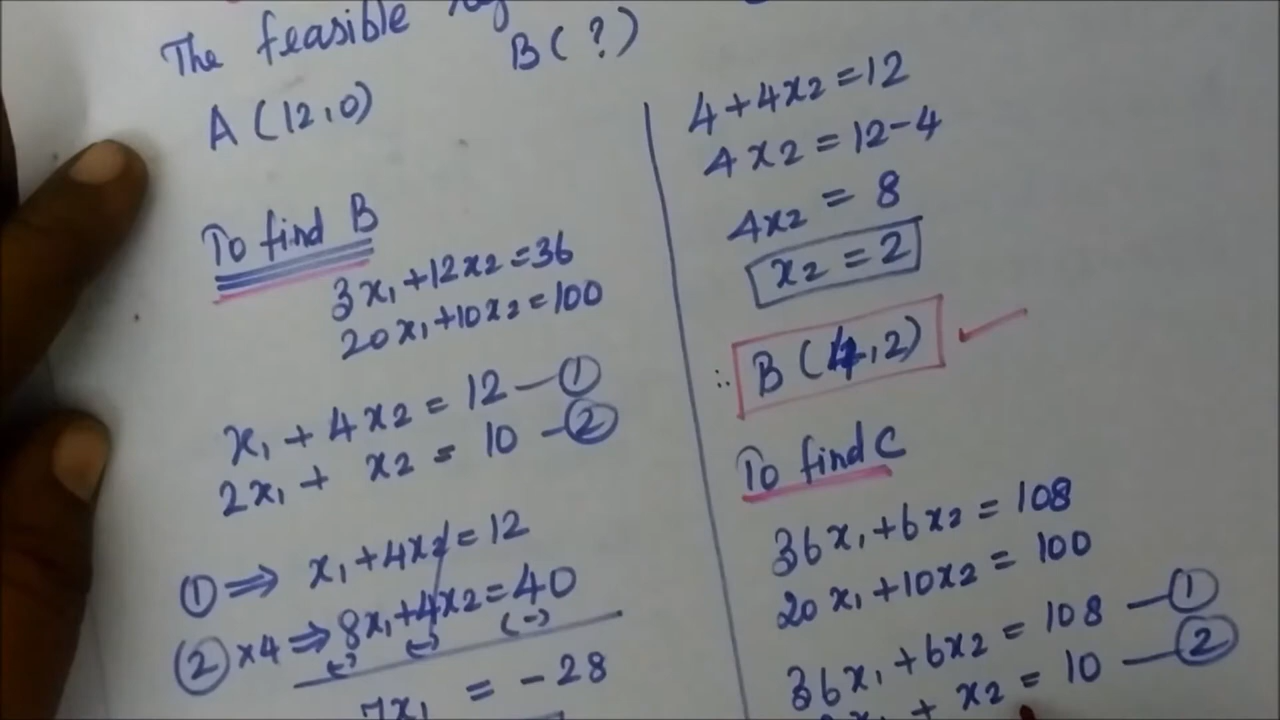 The feasible
B(?)
A(12,0)
To find B
3x₁+12x₂=36
20x₁+10x₂=100
x₁ + 4x₂ = 12 —①
2x₁ + x₂ = 10 —②
① ⇒ x₁+4x₂=12
②×4 ⇒ 8x₁+4x₂=40
(-) (-) (-)
7x₁ = -28
4+4x₂=12
4x₂=12-4
4x₂ = 8
x₂ = 2
∴ B(4,2) ✓
To find C
36x₁+6x₂=108
20x₁+10x₂=100
36x₁+6x₂=108 —①
x₁ + x₂ = 10 —②